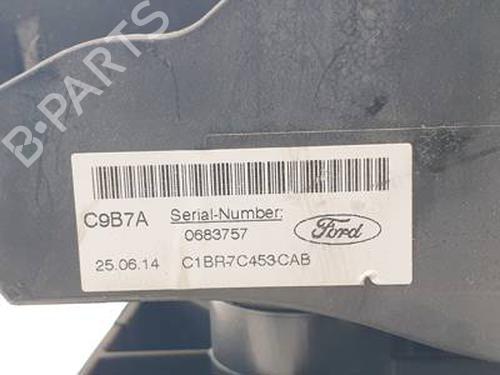 B-PARTS
C9B7A Serial-Number:
0683757
Ford
25.06.14 C1BR-7C453-CAB